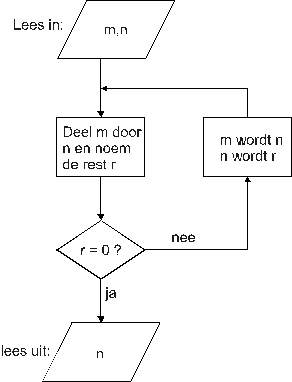 Lees in:
m,n
Deel m door
n en noem
de rest r
m wordt n
n wordt r
r = 0 ?
nee
ja
lees uit:
n